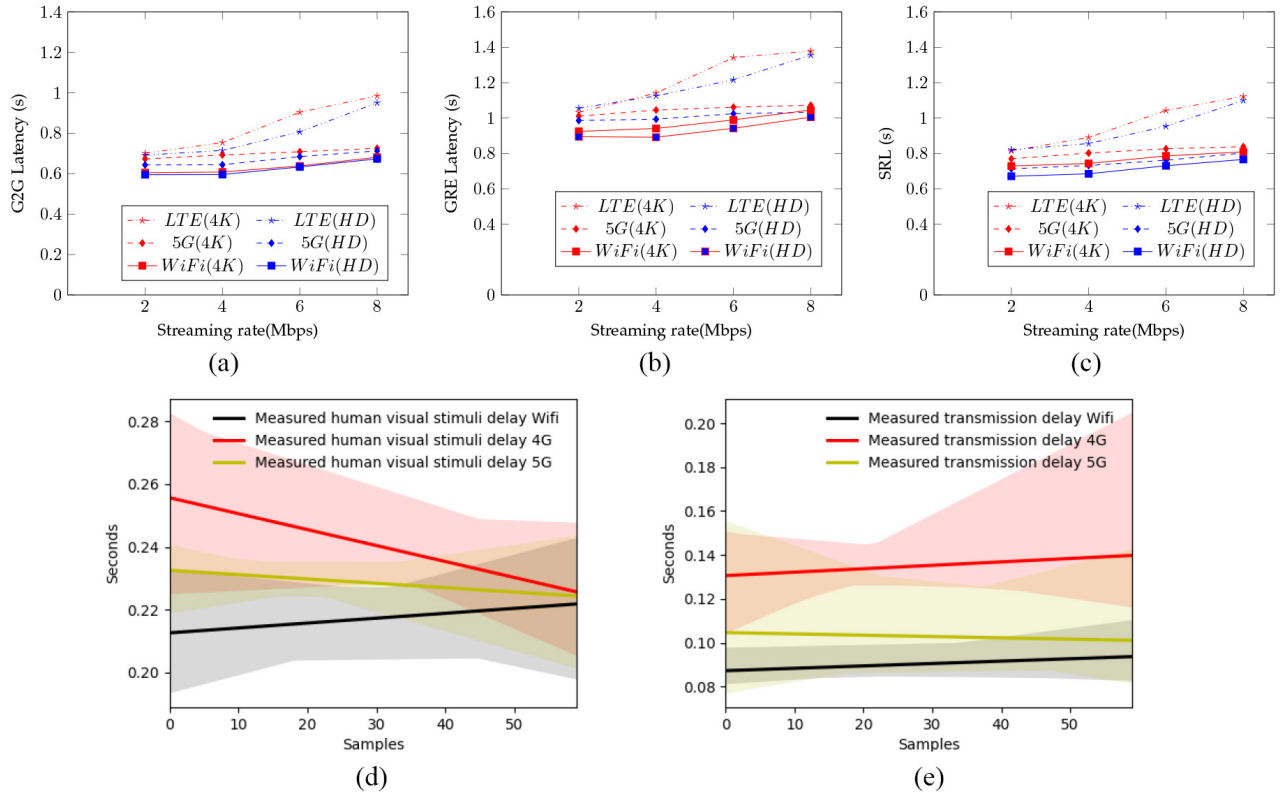 1.4
1.2
1
0.8
0.6
0.4
0.2
0
G2G Latency (s)
LTE(4K) LTE(HD)
5G(4K) 5G(HD)
WiFi(4K) WiFi(HD)
2 4 6 8
Streaming rate(Mbps)
(a)
1.6
1.4
1.2
1
0.8
0.6
0.4
0.2
0
GRE Latency (s)
LTE(4K) LTE(HD)
5G(4K) 5G(HD)
WiFi(4K) WiFi(HD)
2 4 6 8
Streaming rate(Mbps)
(b)
1.6
1.4
1.2
1
0.8
0.6
0.4
0.2
0
SRL (s)
LTE(4K) LTE(HD)
5G(4K) 5G(HD)
WiFi(4K) WiFi(HD)
2 4 6 8
Streaming rate(Mbps)
(c)
0.28
0.26
0.24
0.22
0.20
Seconds
Measured human visual stimuli delay Wifi
Measured human visual stimuli delay 4G
Measured human visual stimuli delay 5G
0 10 20 30 40 50
Samples
(d)
0.20
0.18
0.16
0.14
0.12
0.10
0.08
Seconds
Measured transmission delay Wifi
Measured transmission delay 4G
Measured transmission delay 5G
0 10 20 30 40 50
Samples
(e)